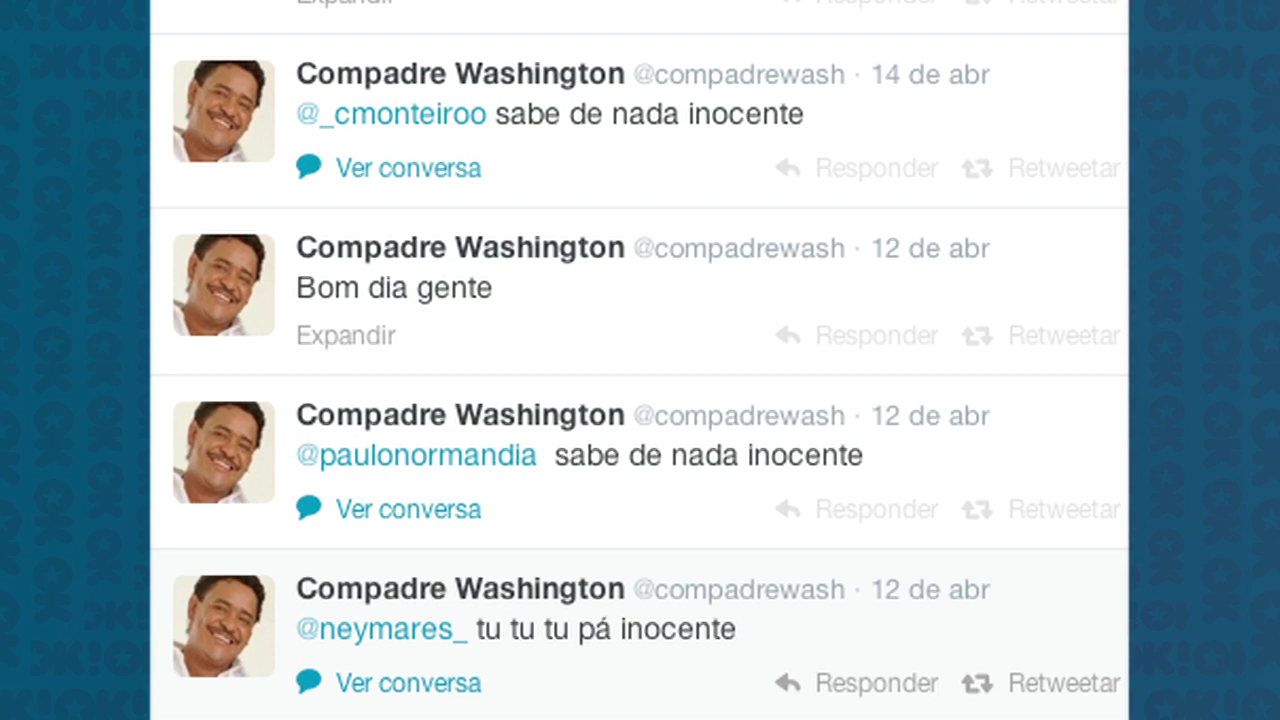 Expandir Responder Retweetar
Compadre Washington @compadrewash · 14 de abr
@_cmonteiroo sabe de nada inocente
Ver conversa Responder Retweetar
Compadre Washington @compadrewash · 12 de abr
Bom dia gente
Expandir Responder Retweetar
Compadre Washington @compadrewash · 12 de abr
@paulonormandia sabe de nada inocente
Ver conversa Responder Retweetar
Compadre Washington @compadrewash · 12 de abr
@neymares_ tu tu tu pá inocente
Ver conversa Responder Retweetar